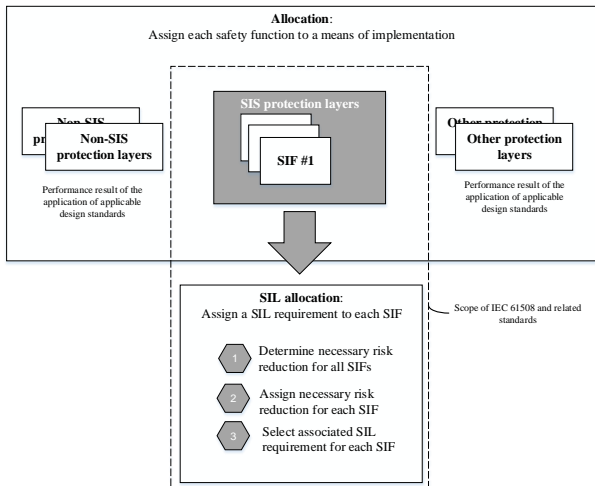 Allocation:
Assign each safety function to a means of implementation
SIS protection layers
SIF #1
Non-SIS
Non-SIS
protection layers
Performance result of the
application of applicable
design standards
Other protection
Other protection
layers
Performance result of the
application of applicable
design standards
SIL allocation:
Assign a SIL requirement to each SIF
1
Determine necessary risk
reduction for all SIFs
2
Assign necessary risk
reduction for each SIF
3
Select associated SIL
requirement for each SIF
Scope of IEC 61508 and related
standards